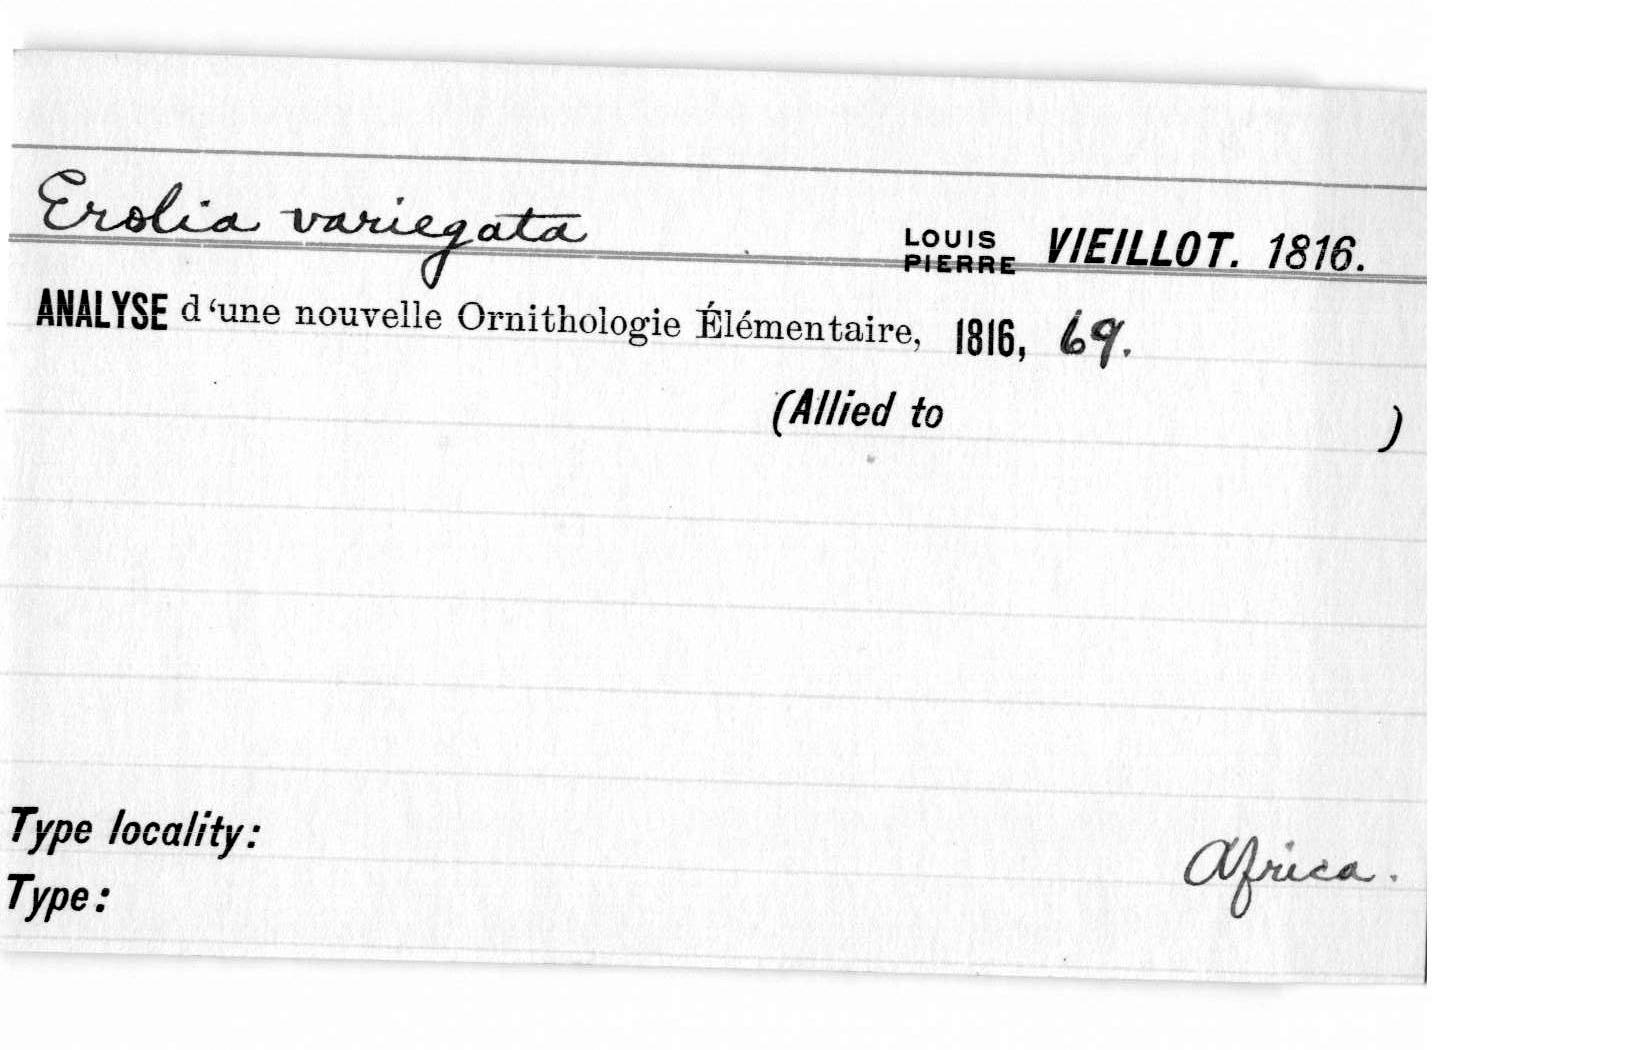 Erolia variegata LOUIS PIERRE VIEILLOT. 1816.
ANALYSE d‘une nouvelle Ornithologie Élémentaire, 1816, 69.
(Allied to )
Type locality: Africa.
Type: